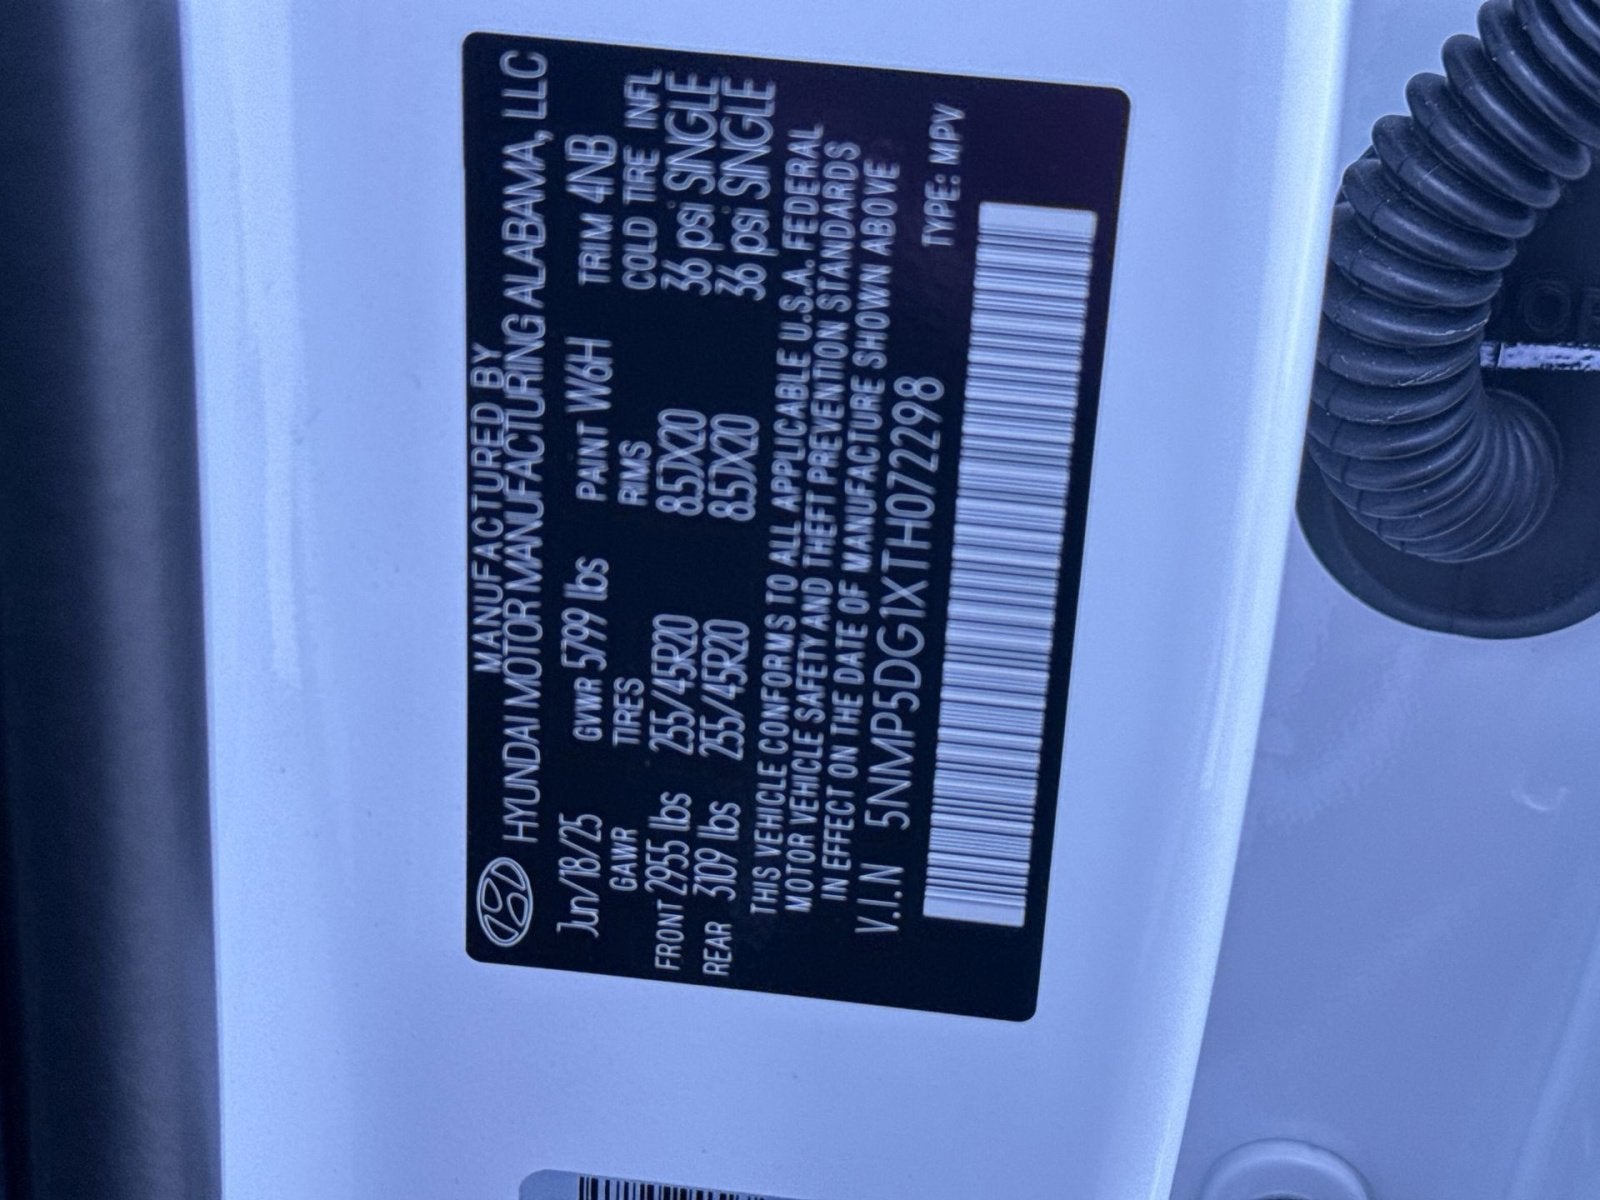 MANUFACTURED BY
HYUNDAI MOTOR MANUFACTURING ALABAMA, LLC
Jun/18/25 GVWR 5799 lbs PAINT W6H TRIM 4NB
GAWR TIRES RIMS COLD TIRE INFL
FRONT 2955 lbs 255/45R20 8.5JX20 36 psi SINGLE
REAR 3109 lbs 255/45R20 8.5JX20 36 psi SINGLE
THIS VEHICLE CONFORMS TO ALL APPLICABLE U.S.A. FEDERAL
MOTOR VEHICLE SAFETY AND THEFT PREVENTION STANDARDS
IN EFFECT ON THE DATE OF MANUFACTURE SHOWN ABOVE
V.I.N 5NMP5DG1XTH072298 TYPE: MPV